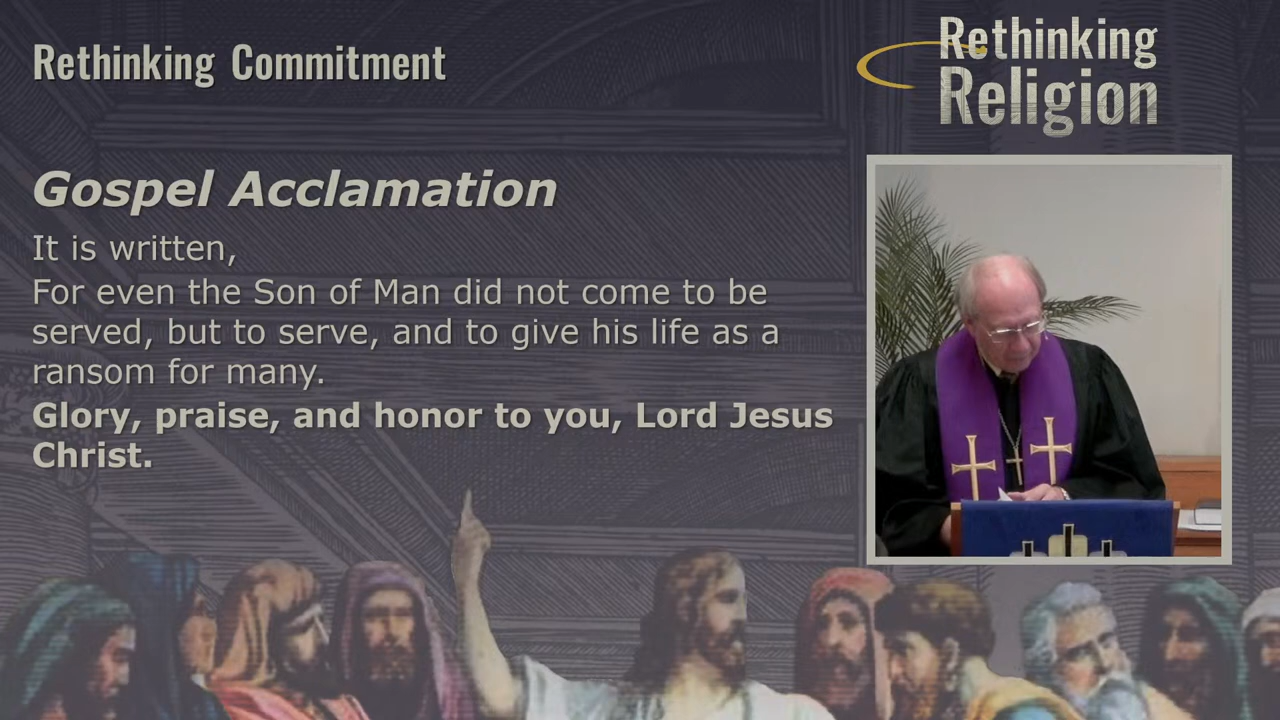 Rethinking Commitment
Rethinking
Religion
Gospel Acclamation
It is written,
For even the Son of Man did not come to be
served, but to serve, and to give his life as a
ransom for many.
Glory, praise, and honor to you, Lord Jesus
Christ.